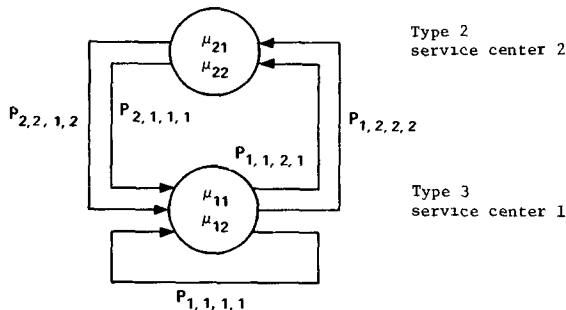 μ21
μ22
Type 2
service center 2
P2,2,1,2
P2,1,1,1
P1,1,2,1
P1,2,2,2
μ11
μ12
Type 3
service center 1
P1,1,1,1